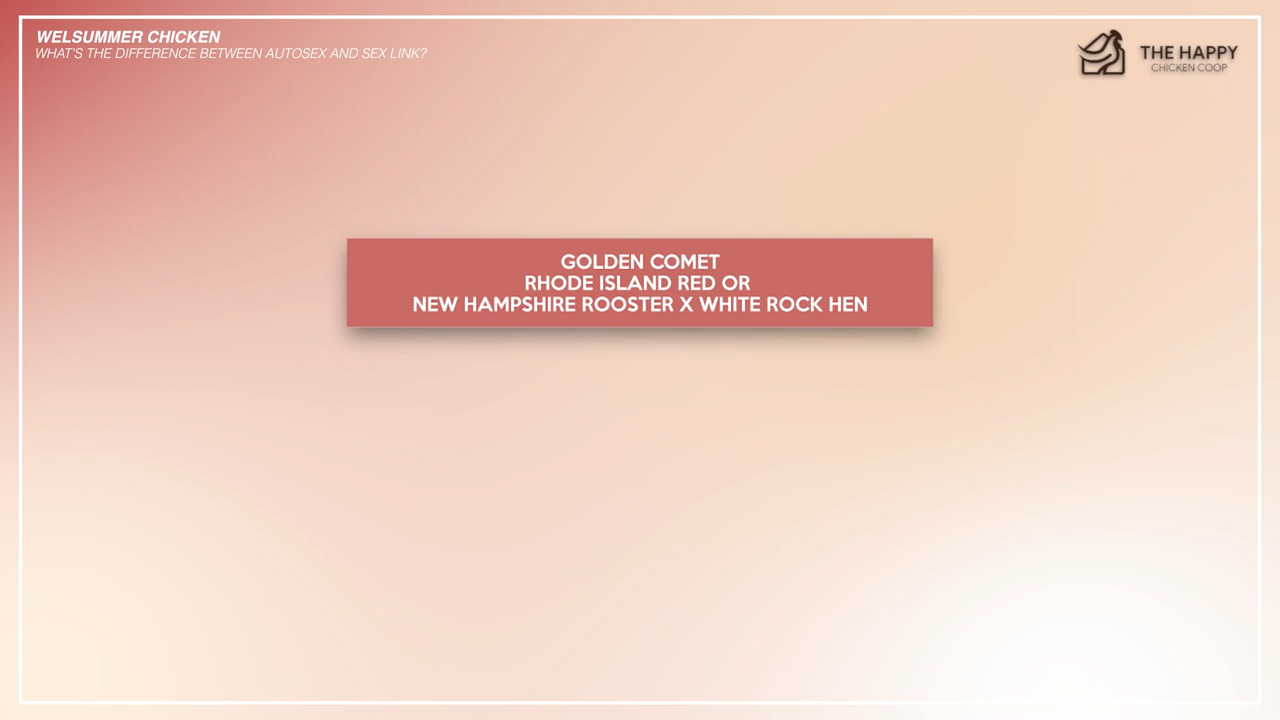 WELSUMMER CHICKEN
WHAT'S THE DIFFERENCE BETWEEN AUTOSEX AND SEX LINK?
THE HAPPY
CHICKEN COOP
GOLDEN COMET
RHODE ISLAND RED OR
NEW HAMPSHIRE ROOSTER X WHITE ROCK HEN